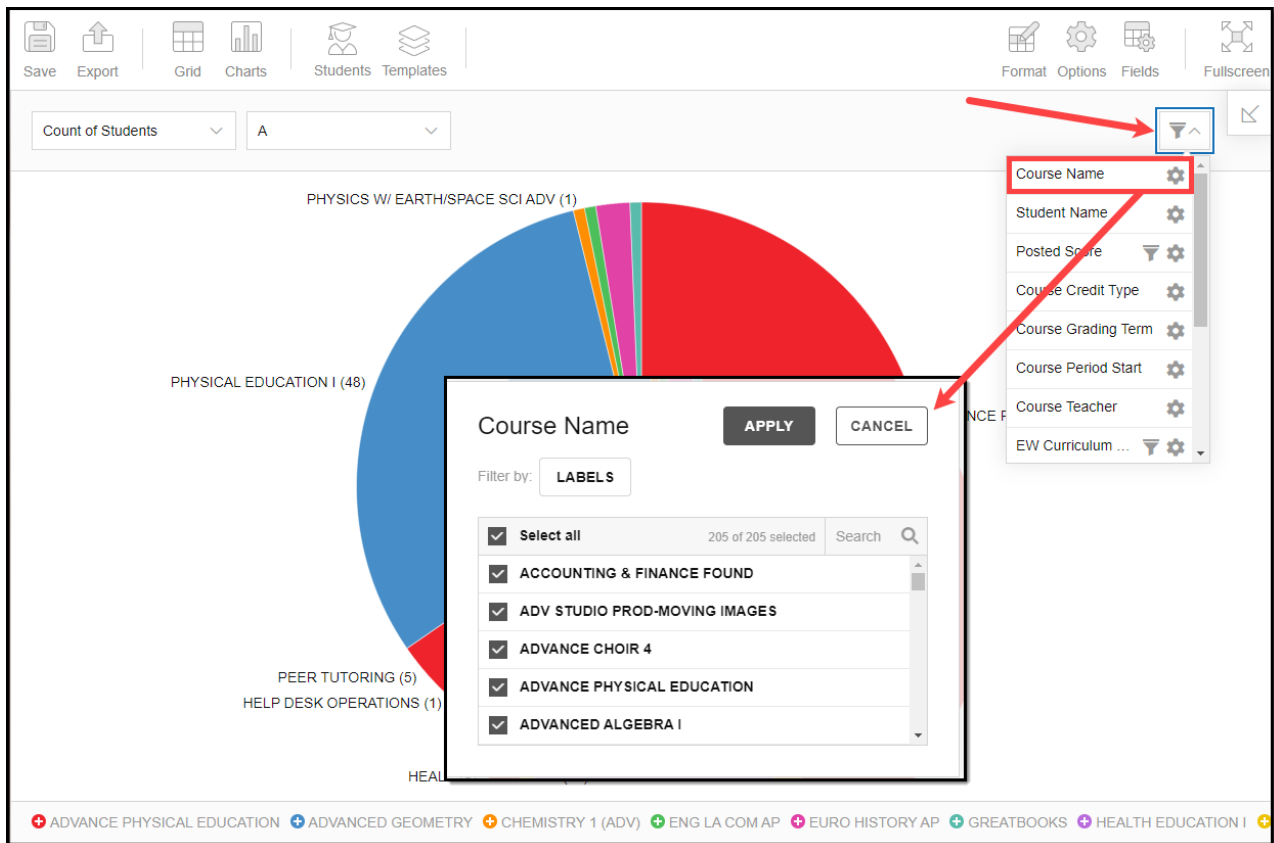 Save Export Grid Charts Students Templates Format Options Fields Fullscreen
Count of Students A
PHYSICS W/ EARTH/SPACE SCI ADV (1)
Course Name
Student Name
Posted Score
Course Credit Type
Course Grading Term
Course Period Start
Course Teacher
EW Curriculum ...
PHYSICAL EDUCATION I (48)
PEER TUTORING (5)
HELP DESK OPERATIONS (1)
Course Name APPLY CANCEL
Filter by: LABELS
Select all 205 of 205 selected Search
ACCOUNTING & FINANCE FOUND
ADV STUDIO PROD-MOVING IMAGES
ADVANCE CHOIR 4
ADVANCE PHYSICAL EDUCATION
ADVANCED ALGEBRA I
ADVANCE PHYSICAL EDUCATION ADVANCED GEOMETRY CHEMISTRY 1 (ADV) ENG LA COM AP EURO HISTORY AP GREATBOOKS HEALTH EDUCATION I